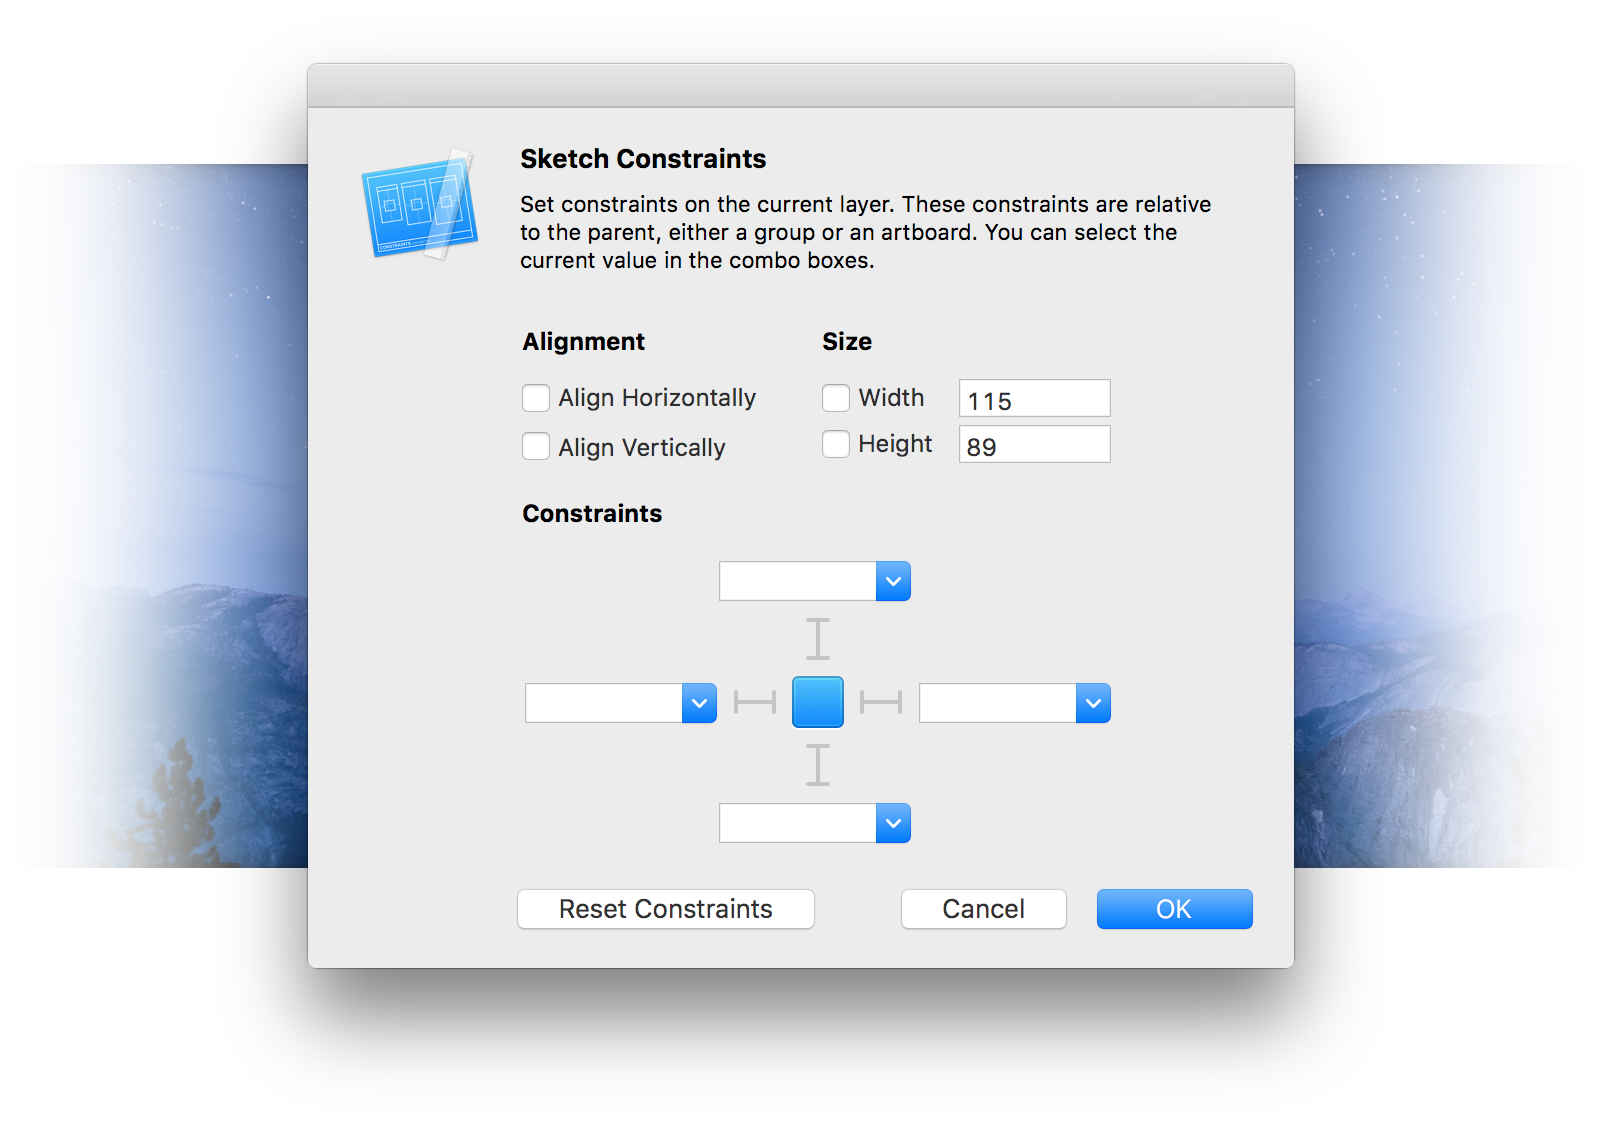 Sketch Constraints
Set constraints on the current layer. These constraints are relative
to the parent, either a group or an artboard. You can select the
current value in the combo boxes.
Alignment
Size
Align Horizontally
Width
115
Align Vertically
Height
89
Constraints
CONSTRAINTS
Reset Constraints
Cancel
OK